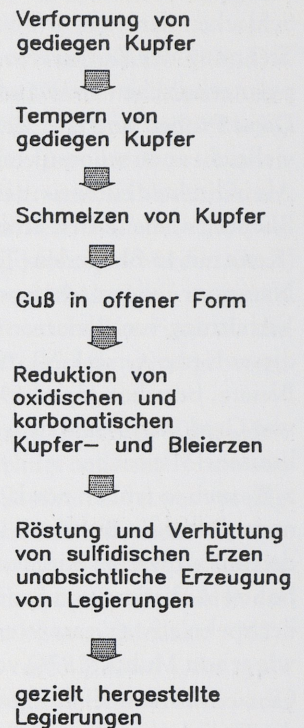 Verformung von
gediegen Kupfer
Tempern von
gediegen Kupfer
Schmelzen von Kupfer
Guß in offener Form
Reduktion von
oxidischen und
karbonatischen
Kupfer– und Bleierzen
Röstung und Verhüttung
von sulfidischen Erzen
unabsichtliche Erzeugung
von Legierungen
gezielt hergestellte
Legierungen